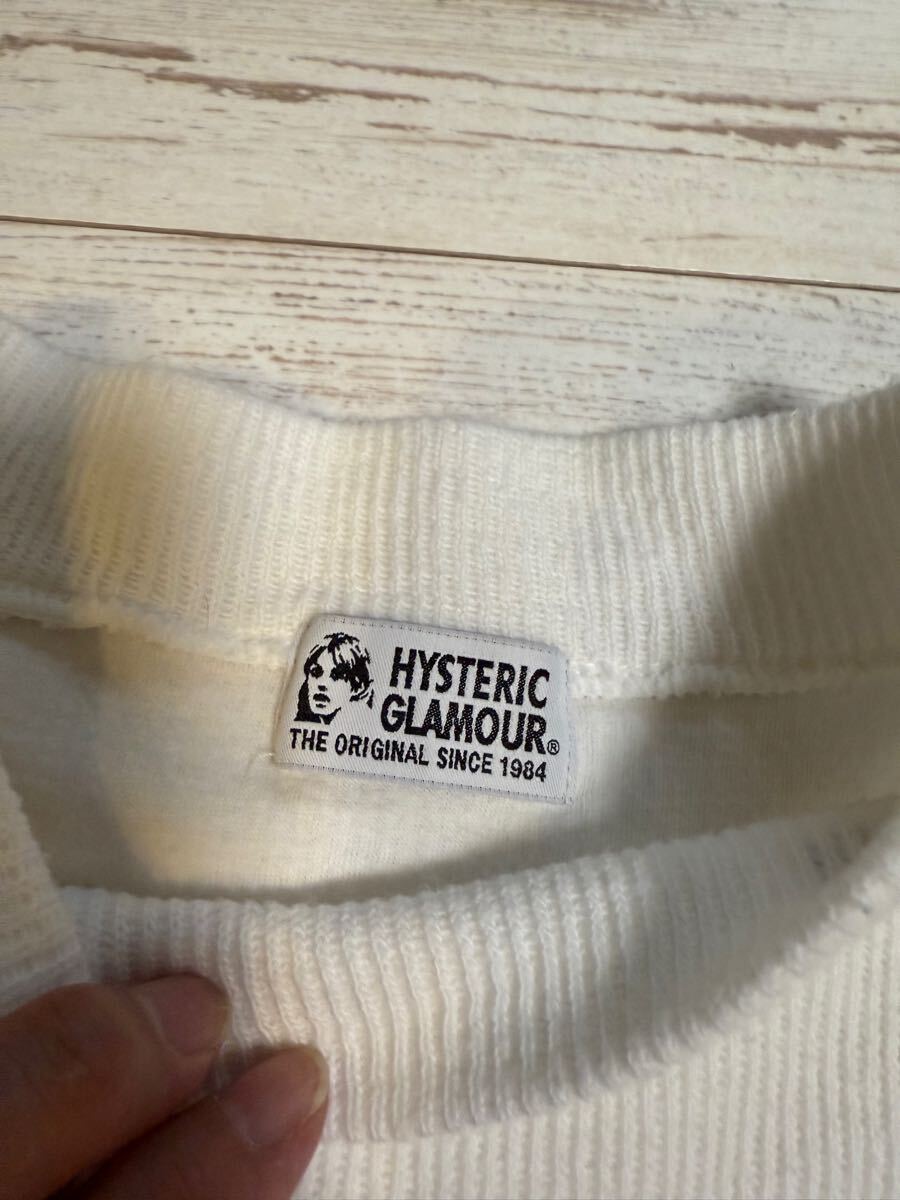 HYSTERIC
GLAMOUR®
THE ORIGINAL SINCE 1984